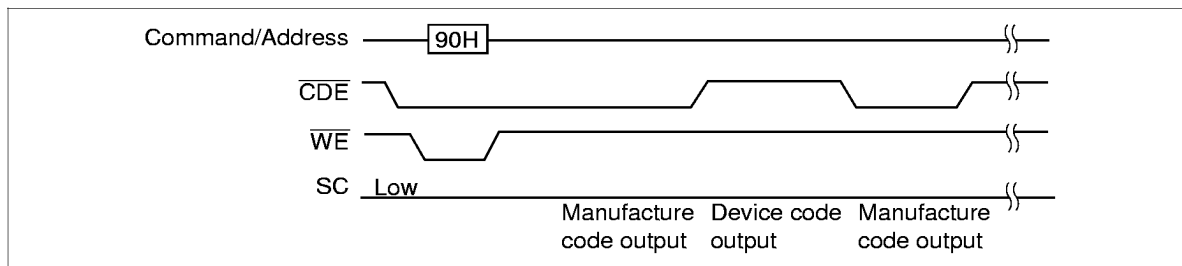 Command/Address 90H
CDE
WE
SC Low
Manufacture code output
Device code output
Manufacture code output